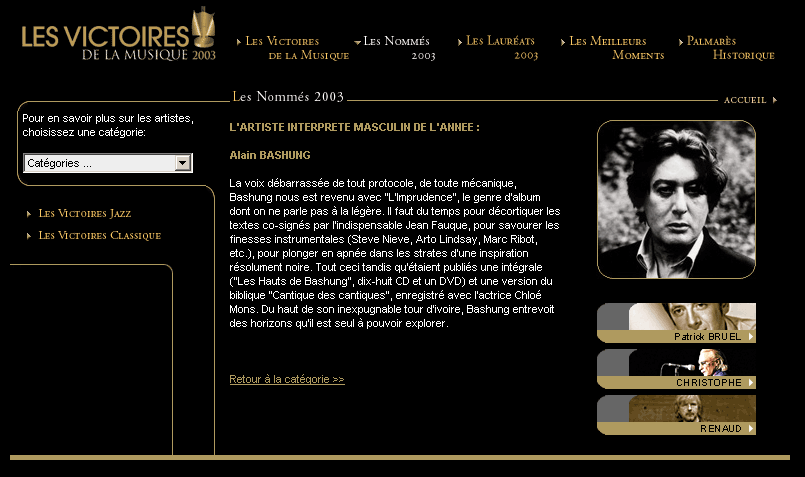 LES VICTOIRES
DE LA MUSIQUE 2003
Les Victoires
de la Musique
Les Nommés
2003
Les Lauréats
2003
Les Meilleurs
Moments
Palmarès
Historique
Les Nommés 2003
ACCUEIL
Pour en savoir plus sur les artistes,
choisissez une catégorie:
Catégories ...
Les Victoires Jazz
Les Victoires Classique
L'ARTISTE INTERPRETE MASCULIN DE L'ANNEE :
Alain BASHUNG
La voix débarrassée de tout protocole, de toute mécanique,
Bashung nous est revenu avec "L'Imprudence", le genre d'album
dont on ne parle pas à la légère. Il faut du temps pour décortiquer les
textes co-signés par l'indispensable Jean Fauque, pour savourer les
finesses instrumentales (Steve Nieve, Arto Lindsay, Marc Ribot,
etc.), pour plonger en apnée dans les strates d'une inspiration
résolument noire. Tout ceci tandis qu'étaient publiés une intégrale
("Les Hauts de Bashung", dix-huit CD et un DVD) et une version du
biblique "Cantique des cantiques", enregistré avec l'actrice Chloé
Mons. Du haut de son inexpugnable tour d'ivoire, Bashung entrevoit
des horizons qu'il est seul à pouvoir explorer.
Retour à la catégorie >>
Patrick BRUEL
CHRISTOPHE
RENAUD